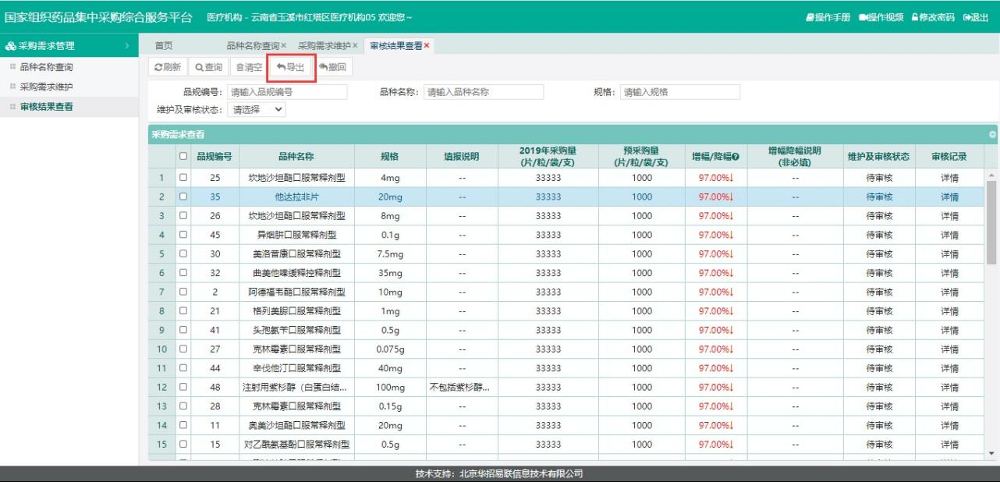 国家组织药品集中采购综合服务平台 医疗机构 - 云南省玉溪市红塔区医疗机构05 欢迎您~ 操作手册 操作视频 修改密码 退出
采购需求管理
品种名称查询
采购需求维护
审核结果查看
首页 品种名称查询× 采购需求维护× 审核结果查看×
刷新 查询 清空 导出 撤回
品规编号: 请输入品规编号 品种名称: 请输入品种名称 规格: 请输入规格
维护及审核状态: 请选择
采购需求查看
品规编号 品种名称 规格 填报说明 2019年采购量 (片/粒/袋/支) 预采购量 (片/粒/袋/支) 增幅/降幅 增幅降幅说明 (非必填) 维护及审核状态 审核记录
1 25 坎地沙坦酯口服常释剂型 4mg -- 33333 1000 97.00%↓ -- 待审核 详情
2 35 他达拉非片 20mg -- 33333 1000 97.00%↓ -- 待审核 详情
3 26 坎地沙坦酯口服常释剂型 8mg -- 33333 1000 97.00%↓ -- 待审核 详情
4 45 异烟肼口服常释剂型 0.1g -- 33333 1000 97.00%↓ -- 待审核 详情
5 30 美洛昔康口服常释剂型 7.5mg -- 33333 1000 97.00%↓ -- 待审核 详情
6 32 曲美他嗪缓释控释剂型 35mg -- 33333 1000 97.00%↓ -- 待审核 详情
7 2 阿德福韦酯口服常释剂型 10mg -- 33333 1000 97.00%↓ -- 待审核 详情
8 21 格列美脲口服常释剂型 1mg -- 33333 1000 97.00%↓ -- 待审核 详情
9 41 头孢氨苄口服常释剂型 0.5g -- 33333 1000 97.00%↓ -- 待审核 详情
10 27 克林霉素口服常释剂型 0.075g -- 33333 1000 97.00%↓ -- 待审核 详情
11 44 辛伐他汀口服常释剂型 40mg -- 33333 1000 97.00%↓ -- 待审核 详情
12 48 注射用紫杉醇（白蛋白结... 100mg 不包括紫杉醇... 33333 1000 97.00%↓ -- 待审核 详情
13 28 克林霉素口服常释剂型 0.15g -- 33333 1000 97.00%↓ -- 待审核 详情
14 11 奥美沙坦酯口服常释剂型 20mg -- 33333 1000 97.00%↓ -- 待审核 详情
15 15 对乙酰氨基酚口服常释剂型 0.5g -- 33333 1000 97.00%↓ -- 待审核 详情
技术支持：北京华招易联信息技术有限公司